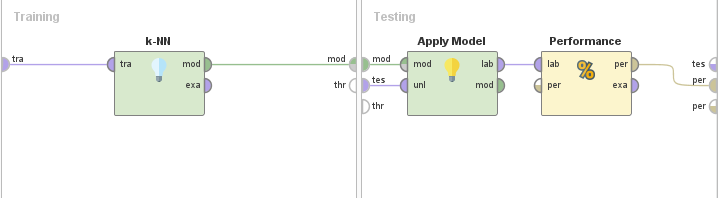 Training
Testing
k-NN
Apply Model
Performance
tra
tra
mod
exa
mod
thr
mod
tes
thr
mod
unl
lab
mod
lab
per
%
per
exa
tes
per
per